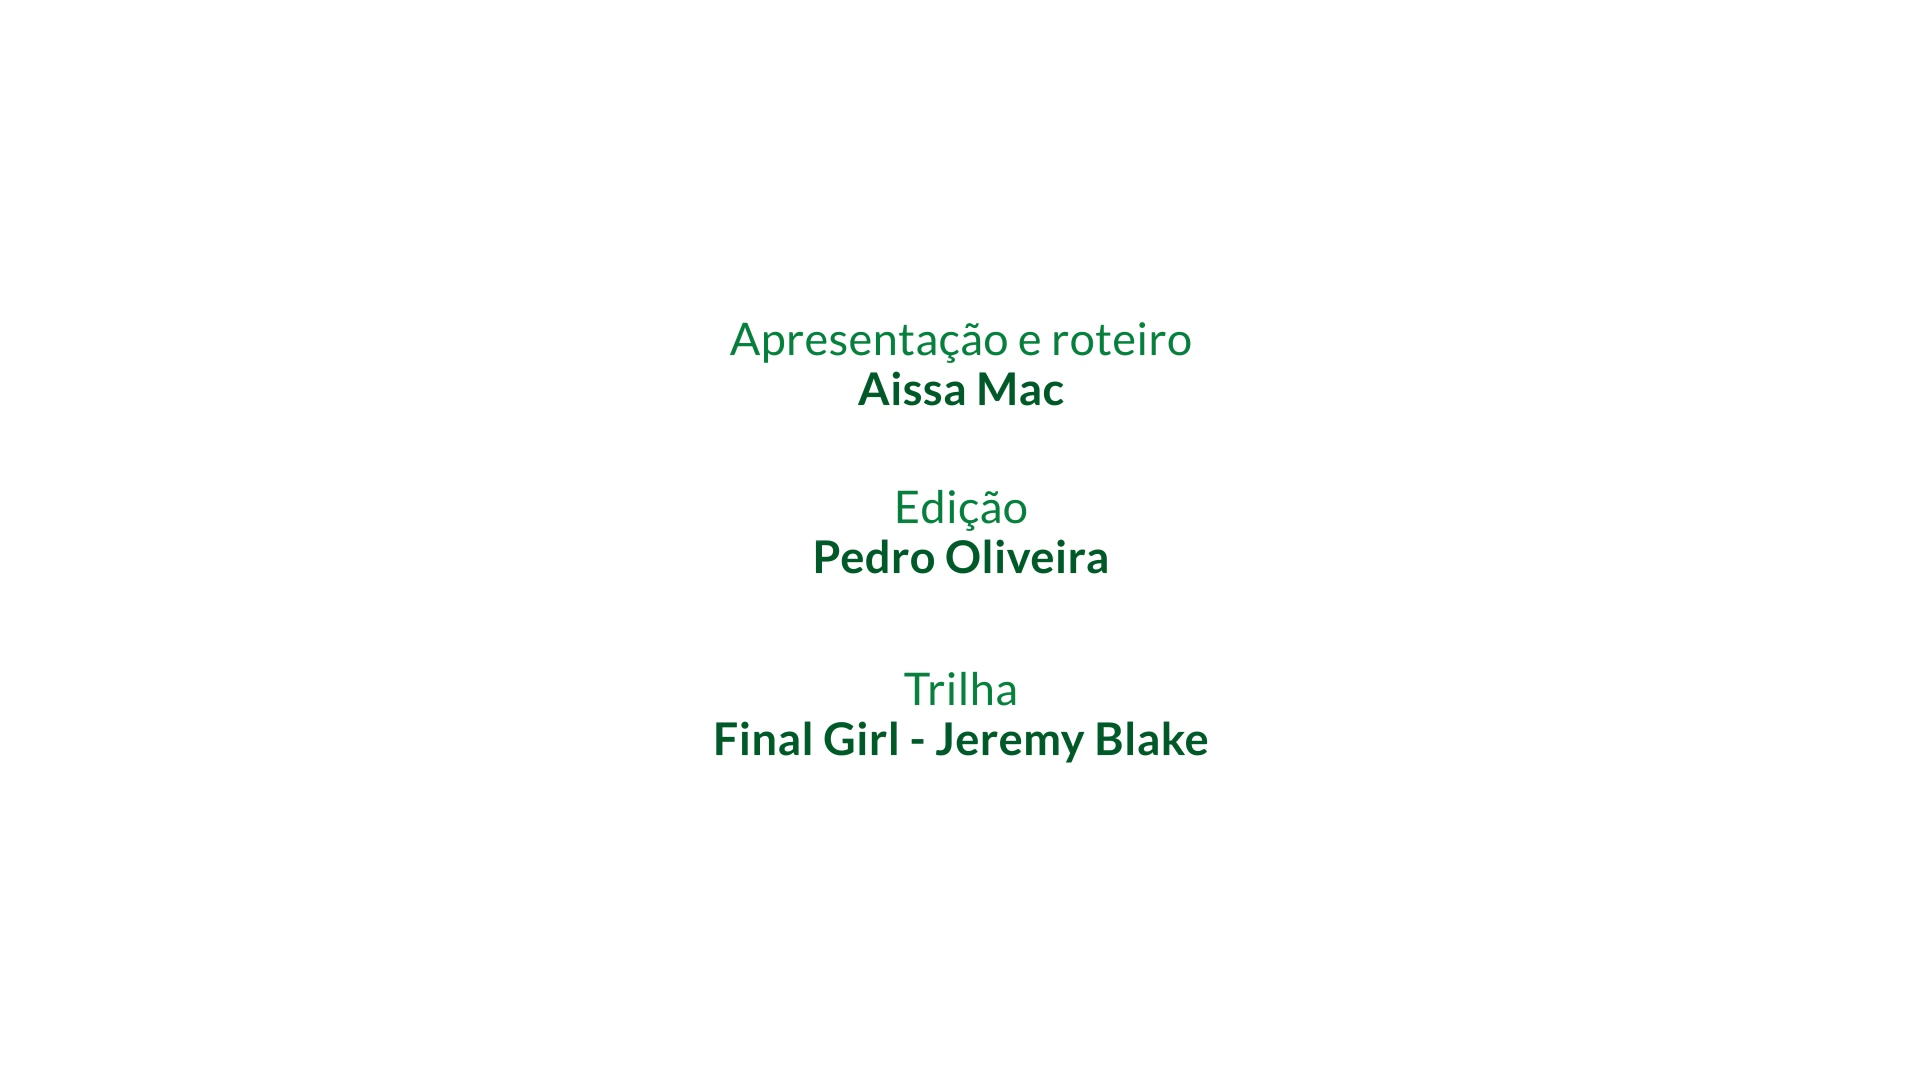 Apresentação e roteiro
Aissa Mac
Edição
Pedro Oliveira
Trilha
Final Girl - Jeremy Blake